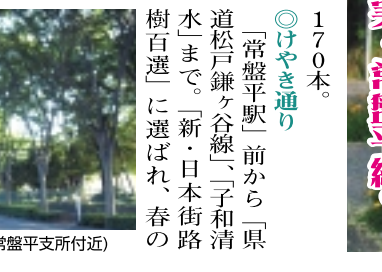 170本。
◎けやき通り
「常盤平駅」前から「県
道松戸鎌ヶ谷線」、「子和清
水」まで。「新・日本街路
樹百選」に選ばれ、春の
常盤平支所付近)